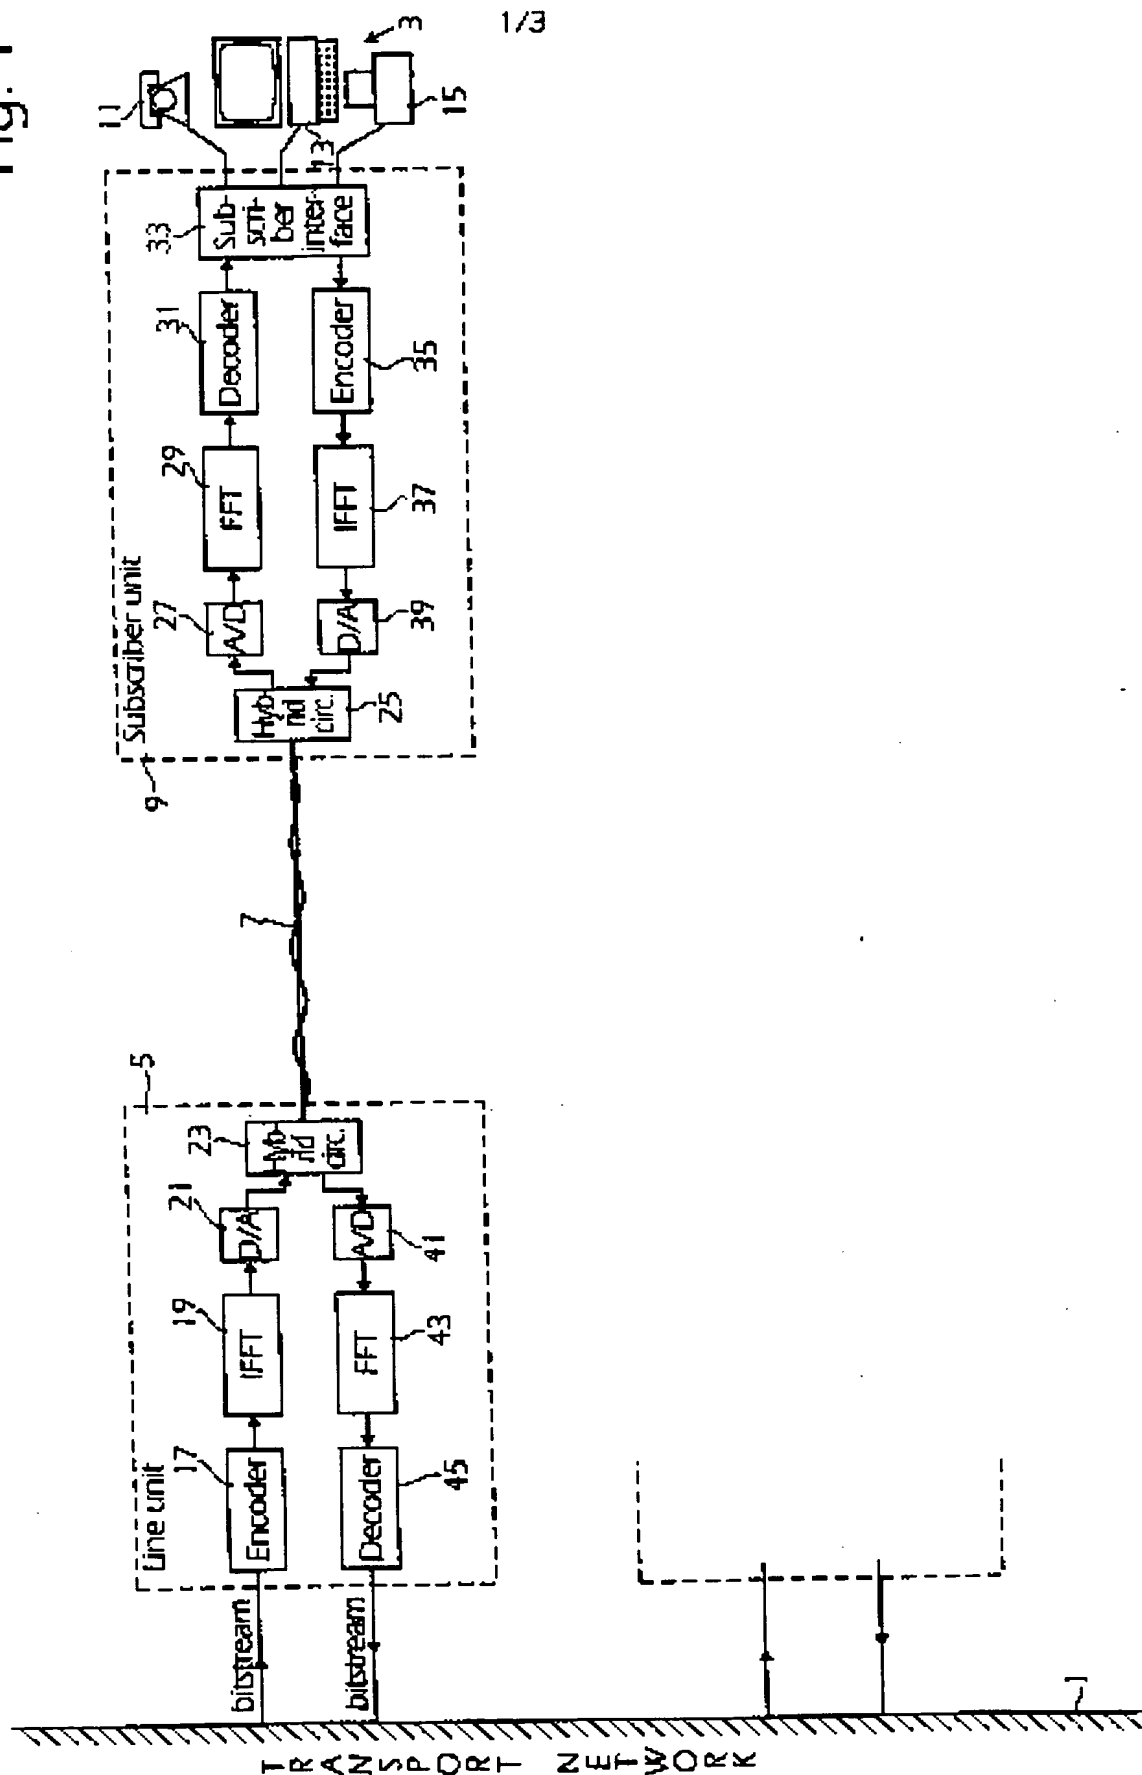 Fig. 1
1/3
11
3
13
15
33
Sub-
scri-
ber
inter-
face
31
Decoder
Encoder
35
29
FFT
IFFT
37
27
A/D
D/A
39
Subscriber unit
Hyb
rid
circ.
25
9
7
5
23
Hyb
rid
circ.
21
D/A
A/D
41
19
IFFT
FFT
43
17
Encoder
Decoder
45
Line unit
bitstream
bitstream
1
TRANSPORT NETWORK